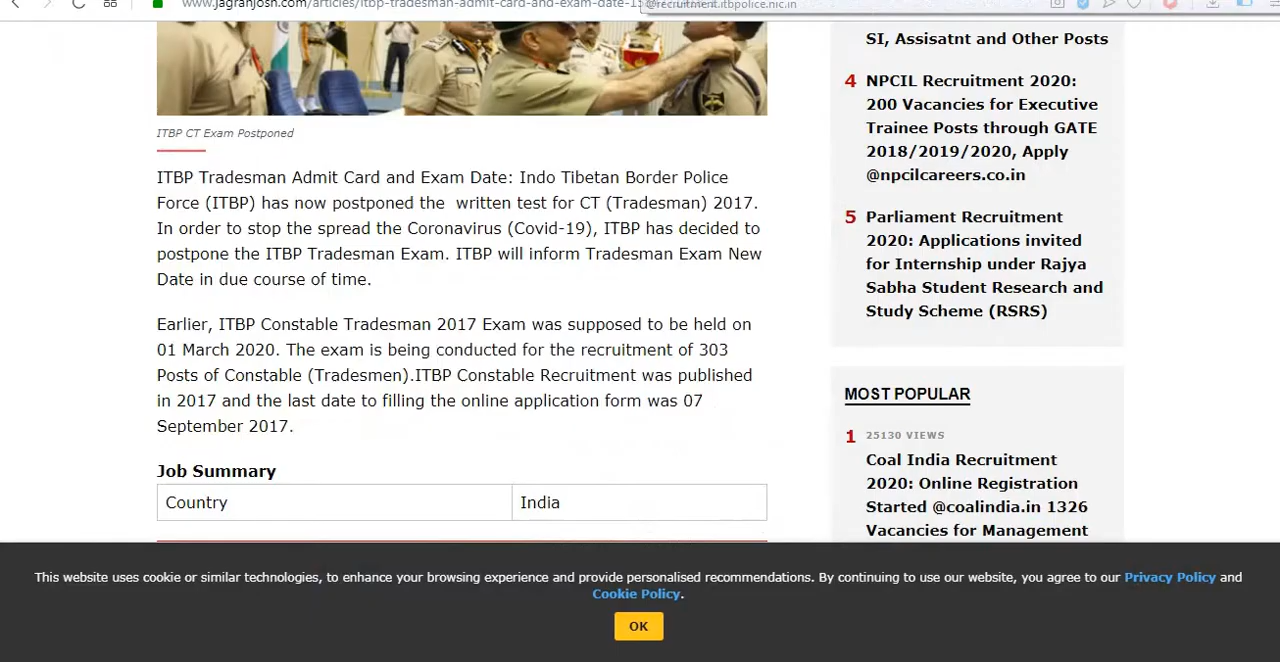 www.jagranjosh.com/articles/itbp-tradesman-admit-card-and-exam-date-15
@recruitment.itbpolice.nic.in
ITBP CT Exam Postponed
ITBP Tradesman Admit Card and Exam Date: Indo Tibetan Border Police
Force (ITBP) has now postponed the written test for CT (Tradesman) 2017.
In order to stop the spread the Coronavirus (Covid-19), ITBP has decided to
postpone the ITBP Tradesman Exam. ITBP will inform Tradesman Exam New
Date in due course of time.
Earlier, ITBP Constable Tradesman 2017 Exam was supposed to be held on
01 March 2020. The exam is being conducted for the recruitment of 303
Posts of Constable (Tradesmen).ITBP Constable Recruitment was published
in 2017 and the last date to filling the online application form was 07
September 2017.
Job Summary
Country India
SI, Assisatnt and Other Posts
4 NPCIL Recruitment 2020:
200 Vacancies for Executive
Trainee Posts through GATE
2018/2019/2020, Apply
@npcilcareers.co.in
5 Parliament Recruitment
2020: Applications invited
for Internship under Rajya
Sabha Student Research and
Study Scheme (RSRS)
MOST POPULAR
1 25130 VIEWS
Coal India Recruitment
2020: Online Registration
Started @coalindia.in 1326
Vacancies for Management
This website uses cookie or similar technologies, to enhance your browsing experience and provide personalised recommendations. By continuing to use our website, you agree to our Privacy Policy and
Cookie Policy.
OK